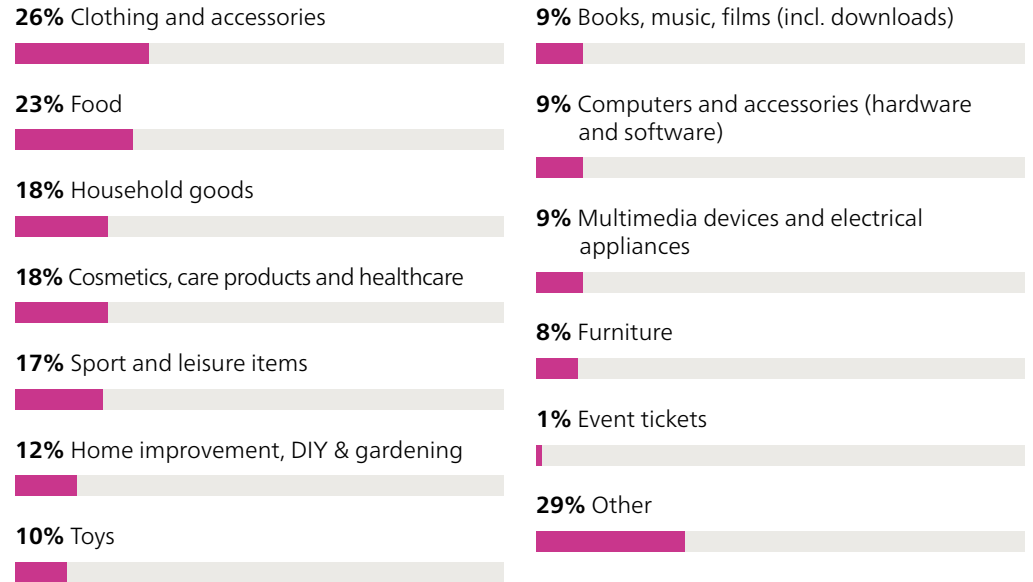 26% Clothing and accessories
23% Food
18% Household goods
18% Cosmetics, care products and healthcare
17% Sport and leisure items
12% Home improvement, DIY & gardening
10% Toys
9% Books, music, films (incl. downloads)
9% Computers and accessories (hardware
and software)
9% Multimedia devices and electrical
appliances
8% Furniture
1% Event tickets
29% Other